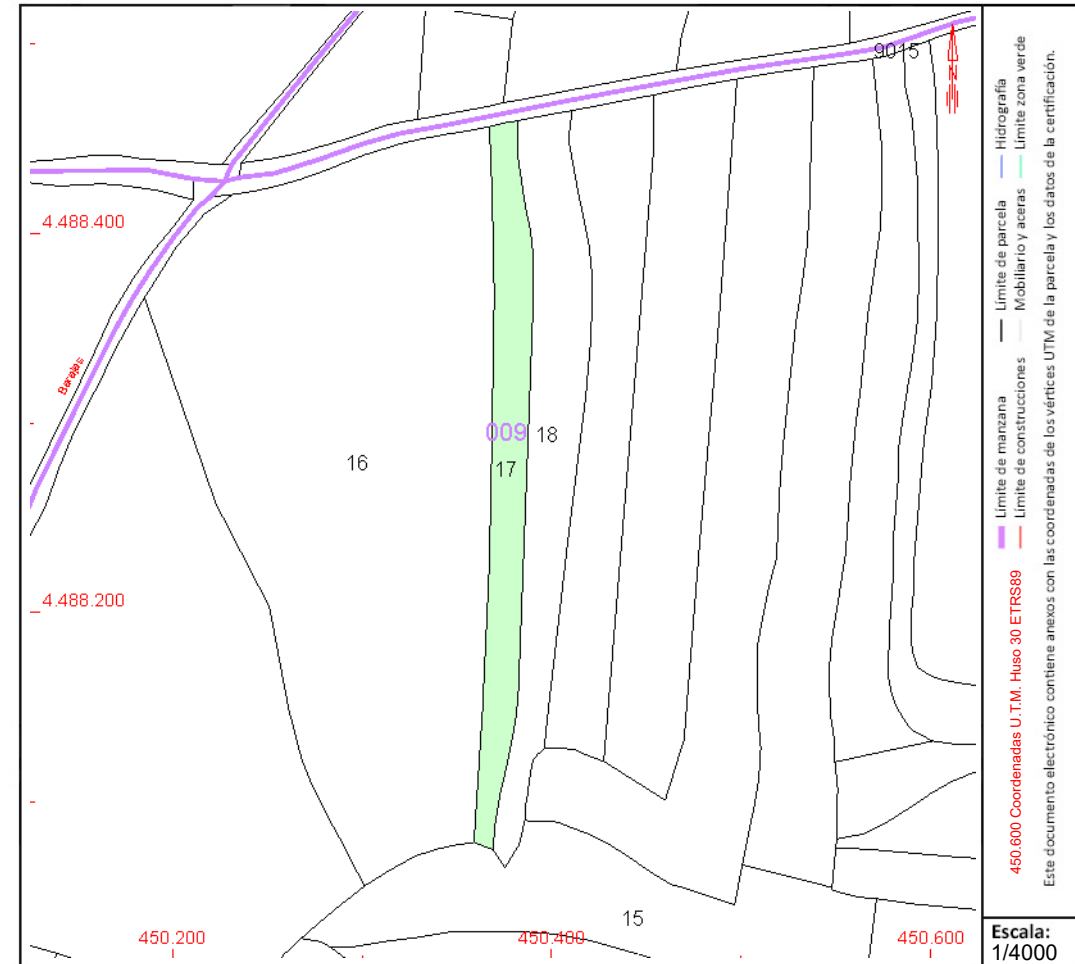 9015
4.488.400
Barajas
009
18
16
17
4.488.200
15
450.200
450.400
450.600
N
450.600 Coordenadas U.T.M. Huso 30 ETRS89
Límite de manzana
Límite de construcciones
Límite de parcela
Mobiliario y aceras
Hidrografía
Límite zona verde
Este documento electrónico contiene anexos con las coordenadas de los vértices UTM de la parcela y los datos de la certificación.
Escala:
1/4000